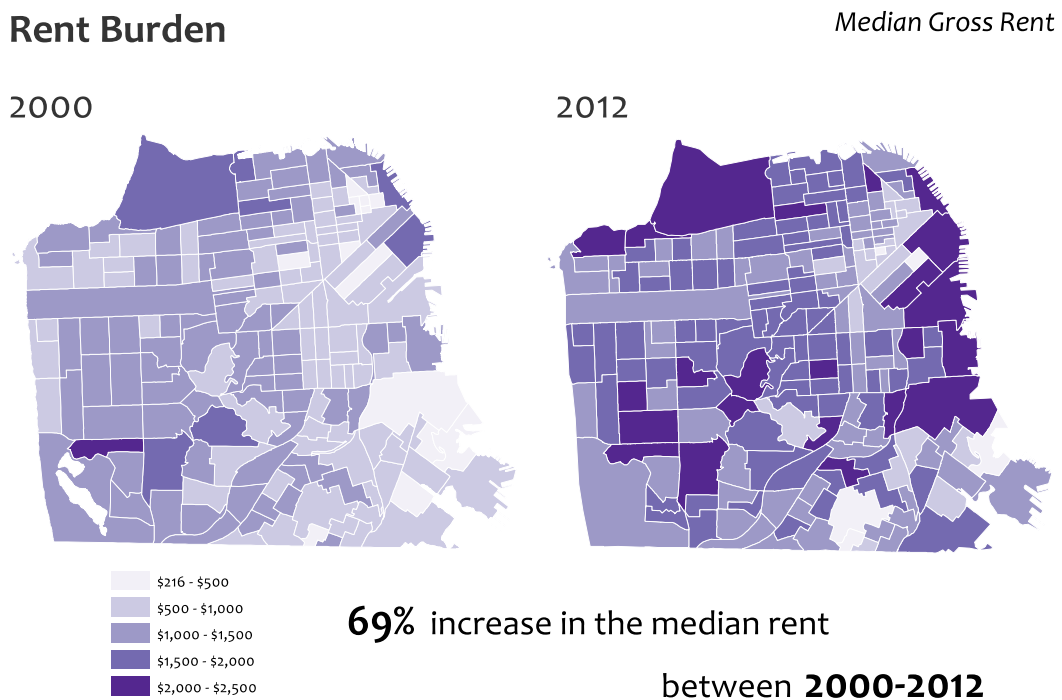 Rent Burden
Median Gross Rent
2000
2012
$216 - $500
$500 - $1,000
$1,000 - $1,500
$1,500 - $2,000
$2,000 - $2,500
69% increase in the median rent
between 2000-2012